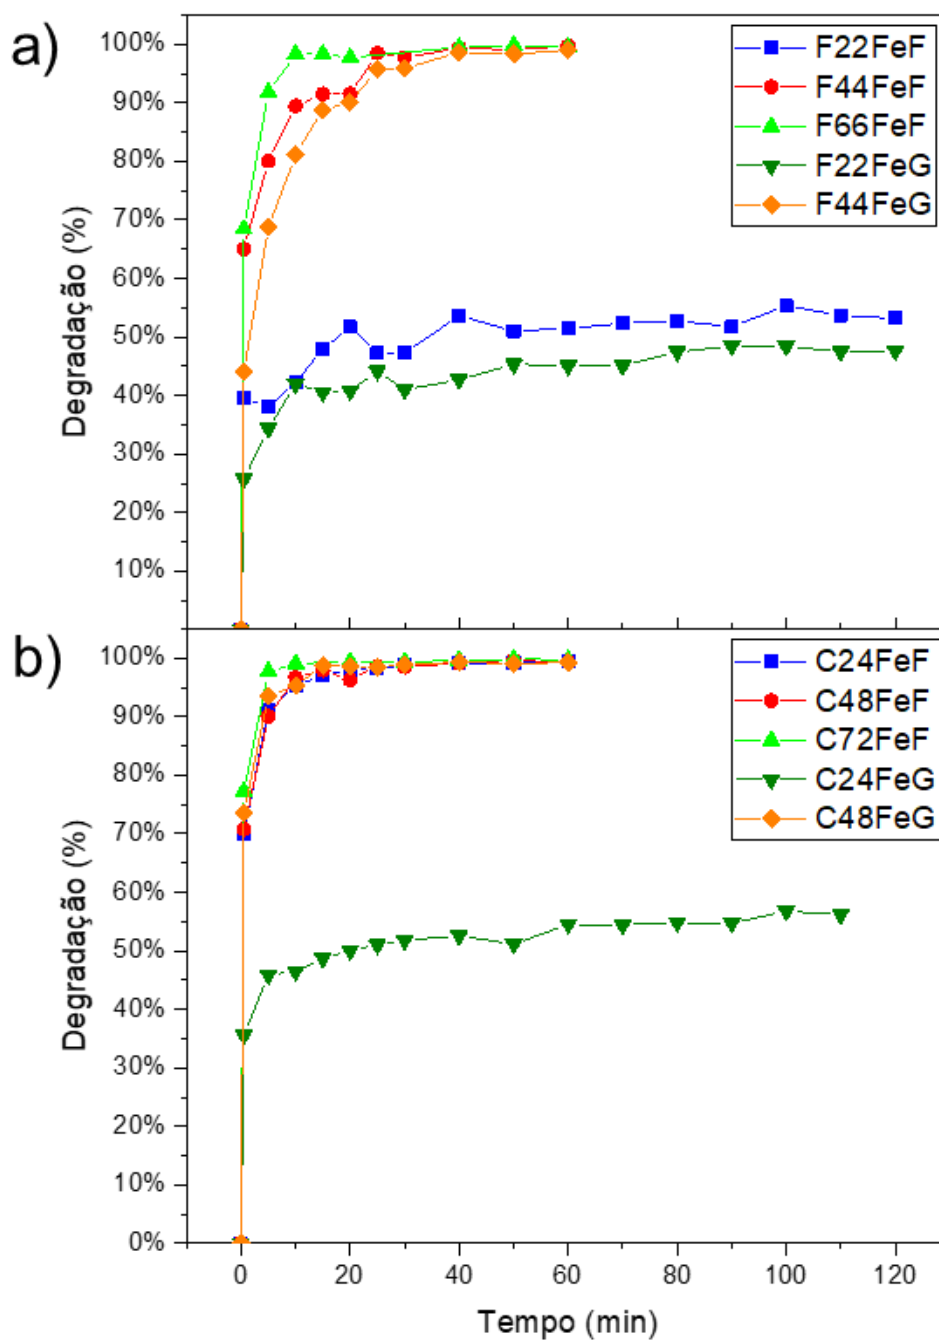 a)
100%
90%
80%
70%
60%
50%
40%
30%
20%
10%
Degradação (%)
F22FeF
F44FeF
F66FeF
F22FeG
F44FeG
b)
100%
90%
80%
70%
60%
50%
40%
30%
20%
10%
0%
Degradação (%)
C24FeF
C48FeF
C72FeF
C24FeG
C48FeG
0 20 40 60 80 100 120
Tempo (min)